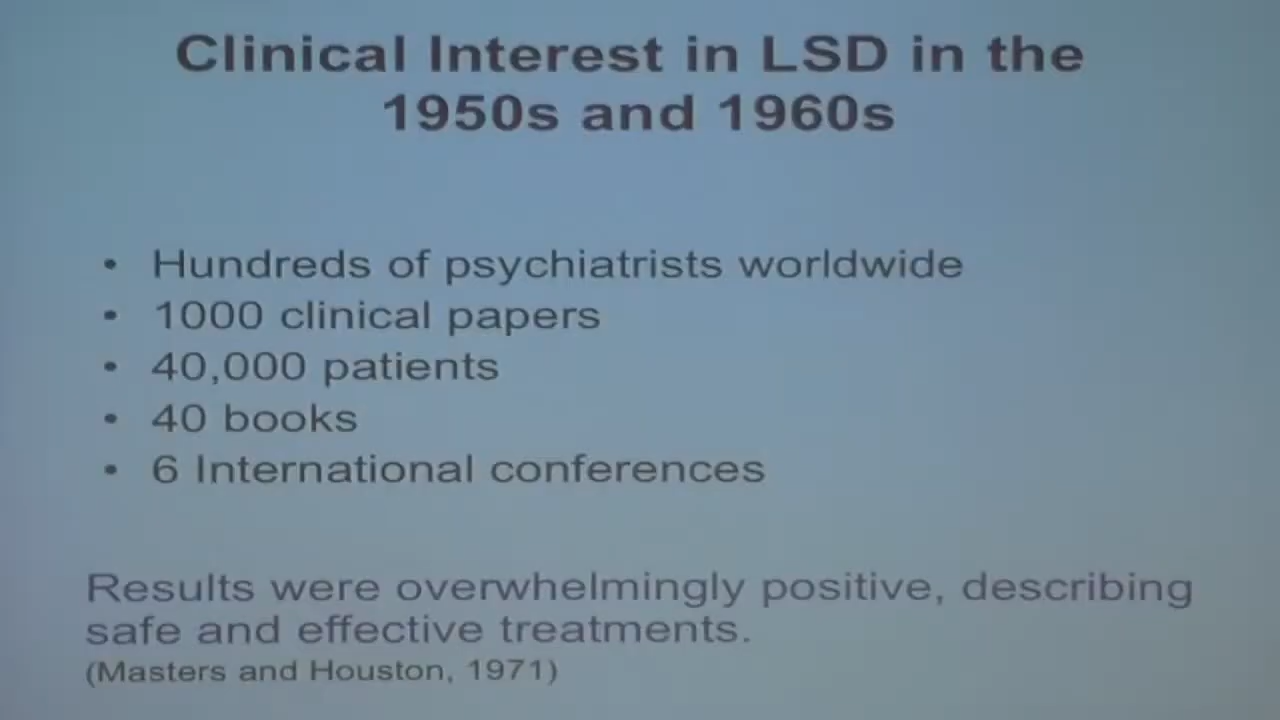 Clinical Interest in LSD in the
1950s and 1960s
• Hundreds of psychiatrists worldwide
• 1000 clinical papers
• 40,000 patients
• 40 books
• 6 International conferences
Results were overwhelmingly positive, describing
safe and effective treatments.
(Masters and Houston, 1971)